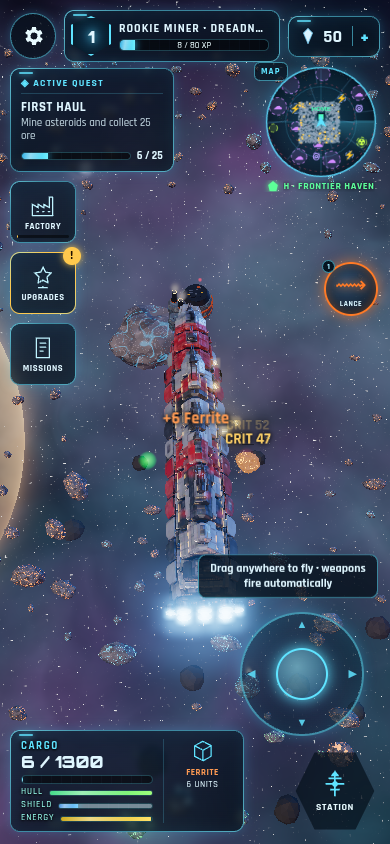 1
ROOKIE MINER · DREADN…
8 / 80 XP
50
+
ACTIVE QUEST
FIRST HAUL
Mine asteroids and collect 25
ore
6 / 25
MAP
FACTORY
!
UPGRADES
MISSIONS
1
LANCE
+6 Ferrite
CRIT 52
CRIT 47
Drag anywhere to fly · weapons
fire automatically
CARGO
6 / 1300
HULL
SHIELD
ENERGY
FERRITE
6 UNITS
STATION